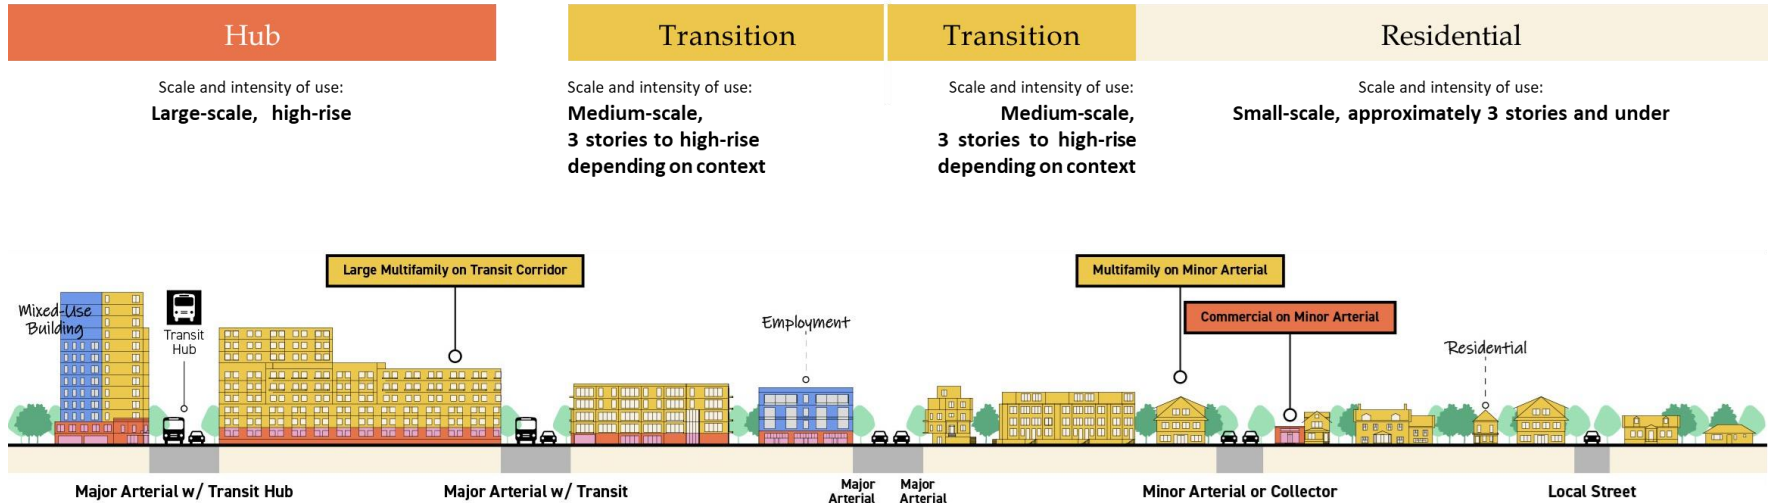 Hub
Transition
Transition
Residential
Scale and intensity of use:
Large-scale, high-rise
Scale and intensity of use:
Medium-scale,
3 stories to high-rise
depending on context
Scale and intensity of use:
Medium-scale,
3 stories to high-rise
depending on context
Scale and intensity of use:
Small-scale, approximately 3 stories and under
Large Multifamily on Transit Corridor
Multifamily on Minor Arterial
Commercial on Minor Arterial
Mixed-Use
Building
Transit
Hub
Employment
Residential
Major Arterial w/ Transit Hub
Major Arterial w/ Transit
Major
Arterial
Major
Arterial
Minor Arterial or Collector
Local Street